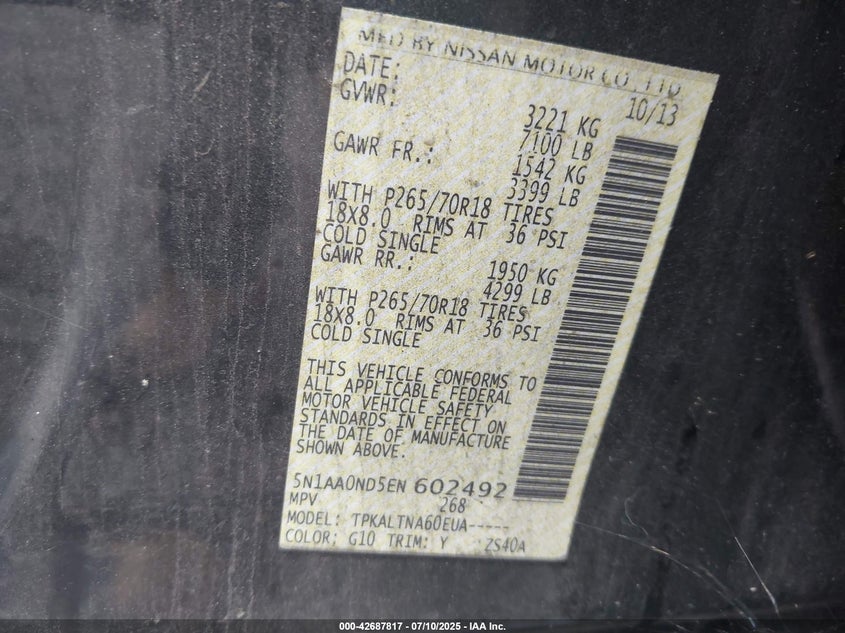 MFD BY NISSAN MOTOR CO., LTD.
DATE: 10/13
GVWR: 3221 KG
7100 LB
GAWR FR.: 1542 KG
3399 LB
WITH P265/70R18 TIRES
18X8.0 RIMS AT 36 PSI
COLD SINGLE
GAWR RR.: 1950 KG
4299 LB
WITH P265/70R18 TIRES
18X8.0 RIMS AT 36 PSI
COLD SINGLE
THIS VEHICLE CONFORMS TO
ALL APPLICABLE FEDERAL
MOTOR VEHICLE SAFETY
STANDARDS IN EFFECT ON
THE DATE OF MANUFACTURE
SHOWN ABOVE.
5N1AA0ND5EN 602492
MPV 268
MODEL: TPKALTNA60EUA-----
COLOR: G10 TRIM: Y ZS40A
000-42687817 - 07/10/2025 - IAA Inc.